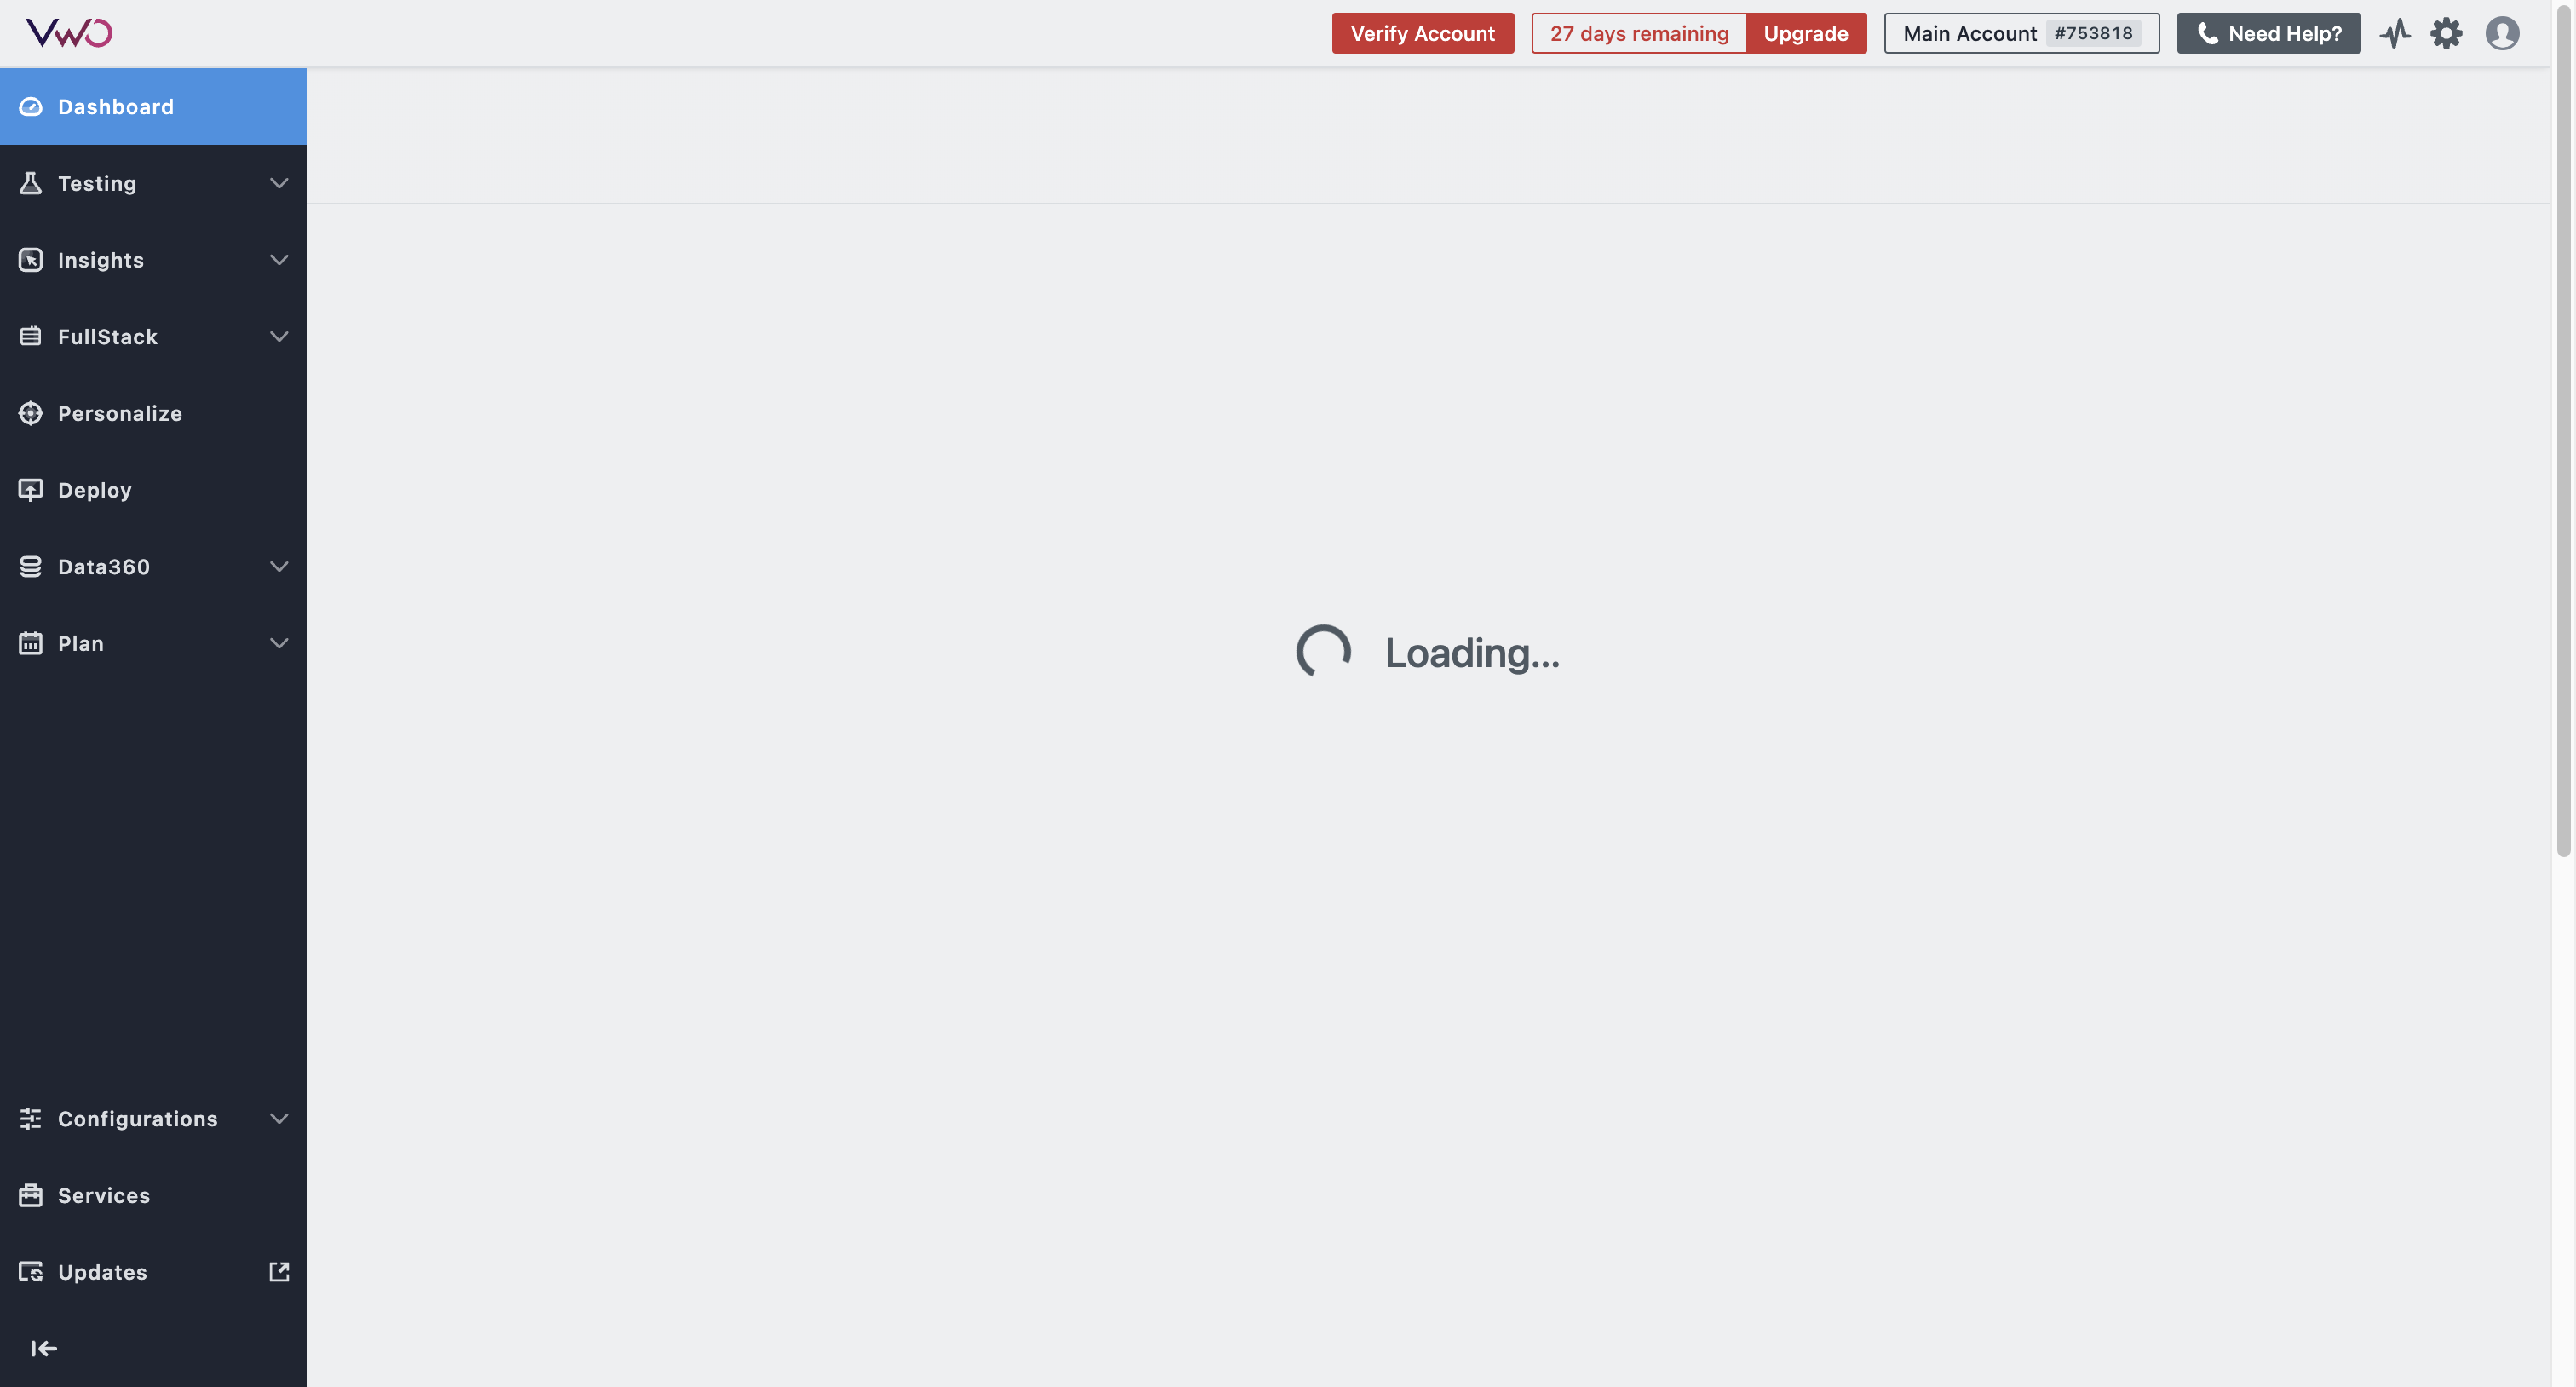 VWO
Verify Account
27 days remaining
Upgrade
Main Account #753818
Need Help?
Dashboard
Testing
Insights
FullStack
Personalize
Deploy
Data360
Plan
Loading...
Configurations
Services
Updates